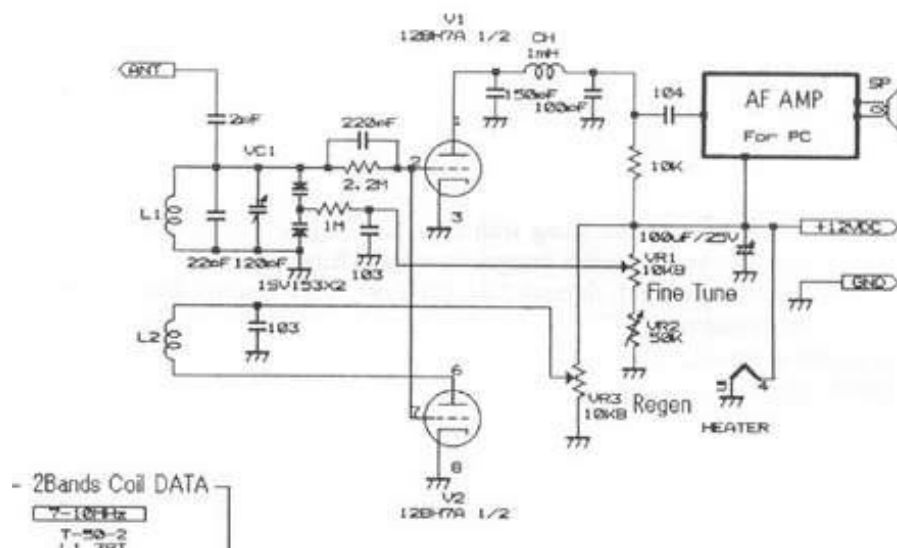 V1
12BH7A 1/2
CH
1mH
ANT
150pF
100pF
104
AF AMP
For PC
SP
2pF
220pF
VC1
1
2
2.2M
10K
3
L1
1M
22pF
120pF
103
1SV153X2
100uF/25V
+12VDC
VR1
10KB
Fine Tune
GND
L2
103
VR2
50K
6
7
VR3
10KB
Regen
4
HEATER
8
V2
12BH7A 1/2
2Bands Coil DATA
7-10MHz
T-50-2